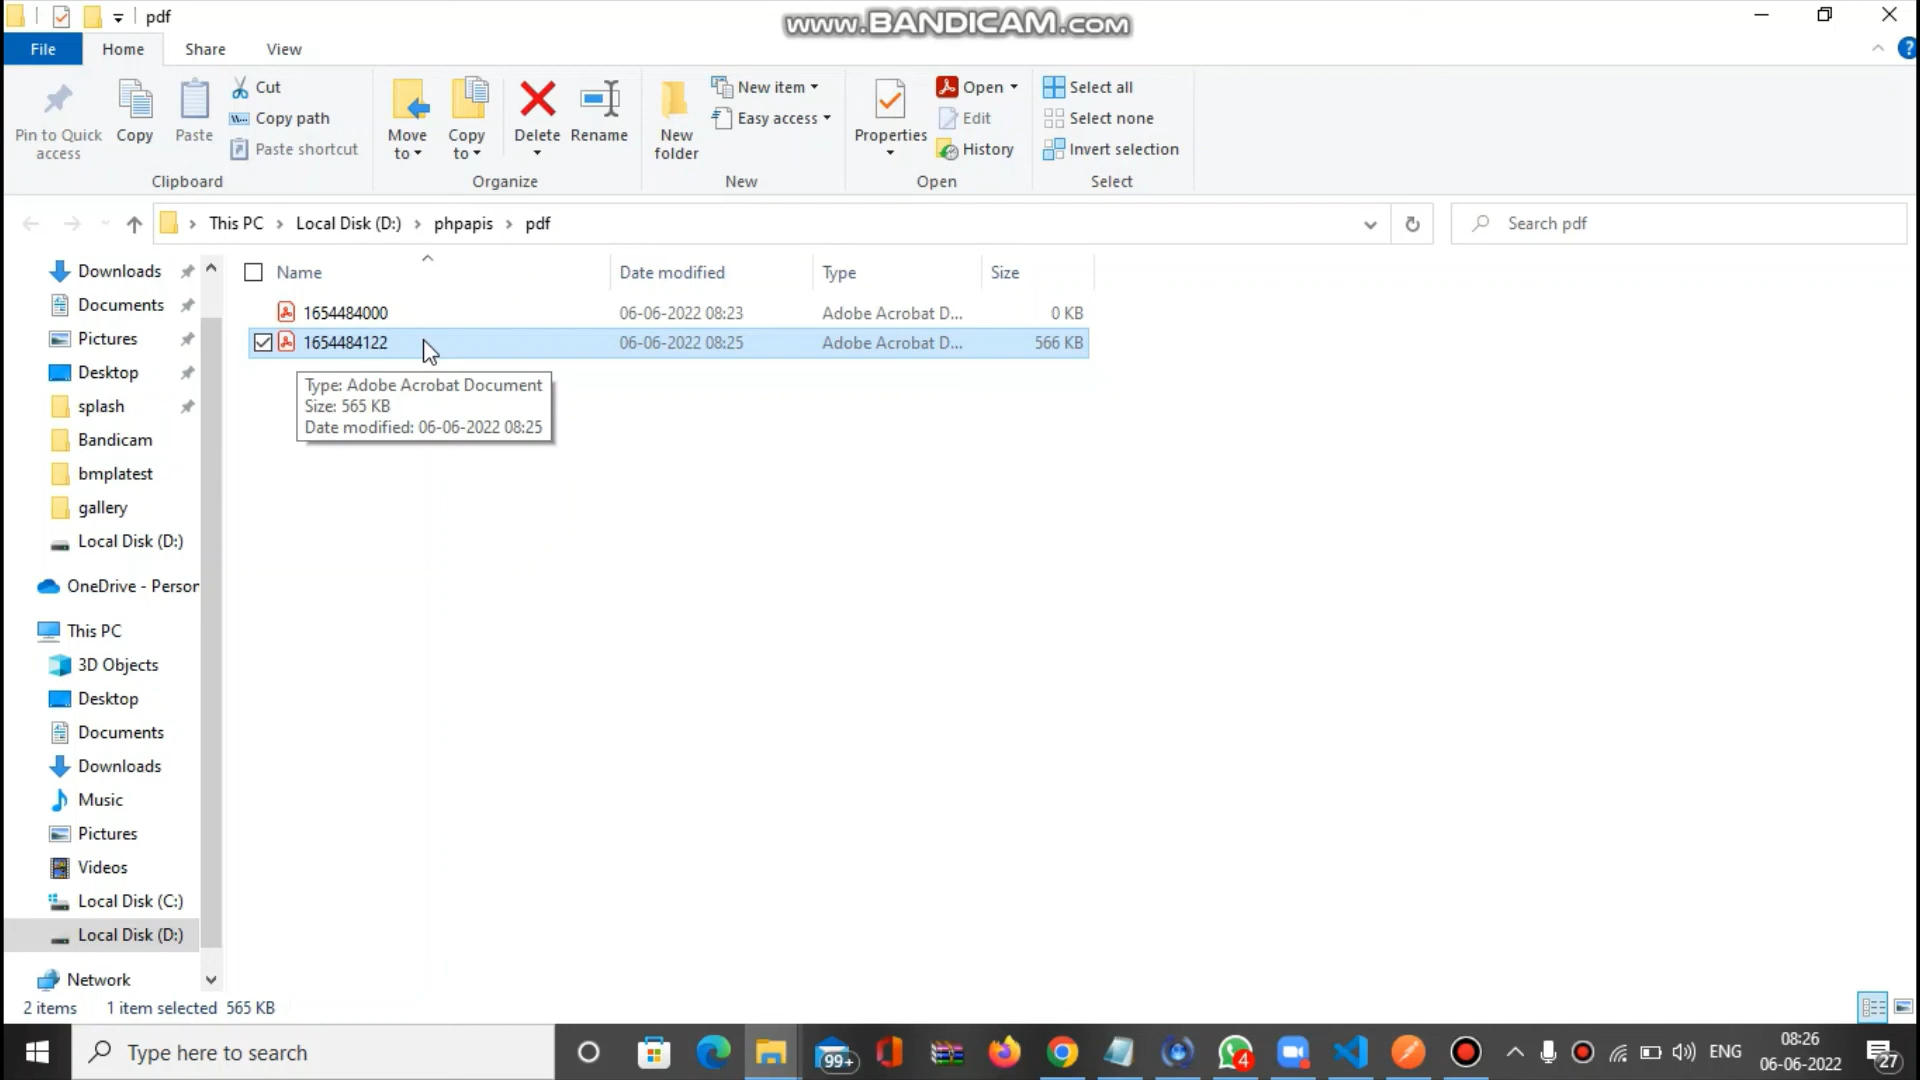 pdf
www.BANDICAM.com
File
Home
Share
View
Pin to Quick access
Copy
Paste
Cut
Copy path
Paste shortcut
Clipboard
Move to
Copy to
Delete
Rename
Organize
New folder
New item
Easy access
New
Properties
Open
Edit
History
Open
Select all
Select none
Invert selection
Select
This PC
Local Disk (D:)
phpapis
pdf
Search pdf
Name
Date modified
Type
Size
1654484000 06-06-2022 08:23 Adobe Acrobat D... 0 KB
1654484122 06-06-2022 08:25 Adobe Acrobat D... 566 KB
Type: Adobe Acrobat Document
Size: 565 KB
Date modified: 06-06-2022 08:25
Downloads
Documents
Pictures
Desktop
splash
Bandicam
bmplatest
gallery
Local Disk (D:)
OneDrive - Person
This PC
3D Objects
Desktop
Documents
Downloads
Music
Pictures
Videos
Local Disk (C:)
Local Disk (D:)
Network
2 items 1 item selected 565 KB
Type here to search
99+
4
ENG
08:26
06-06-2022
27